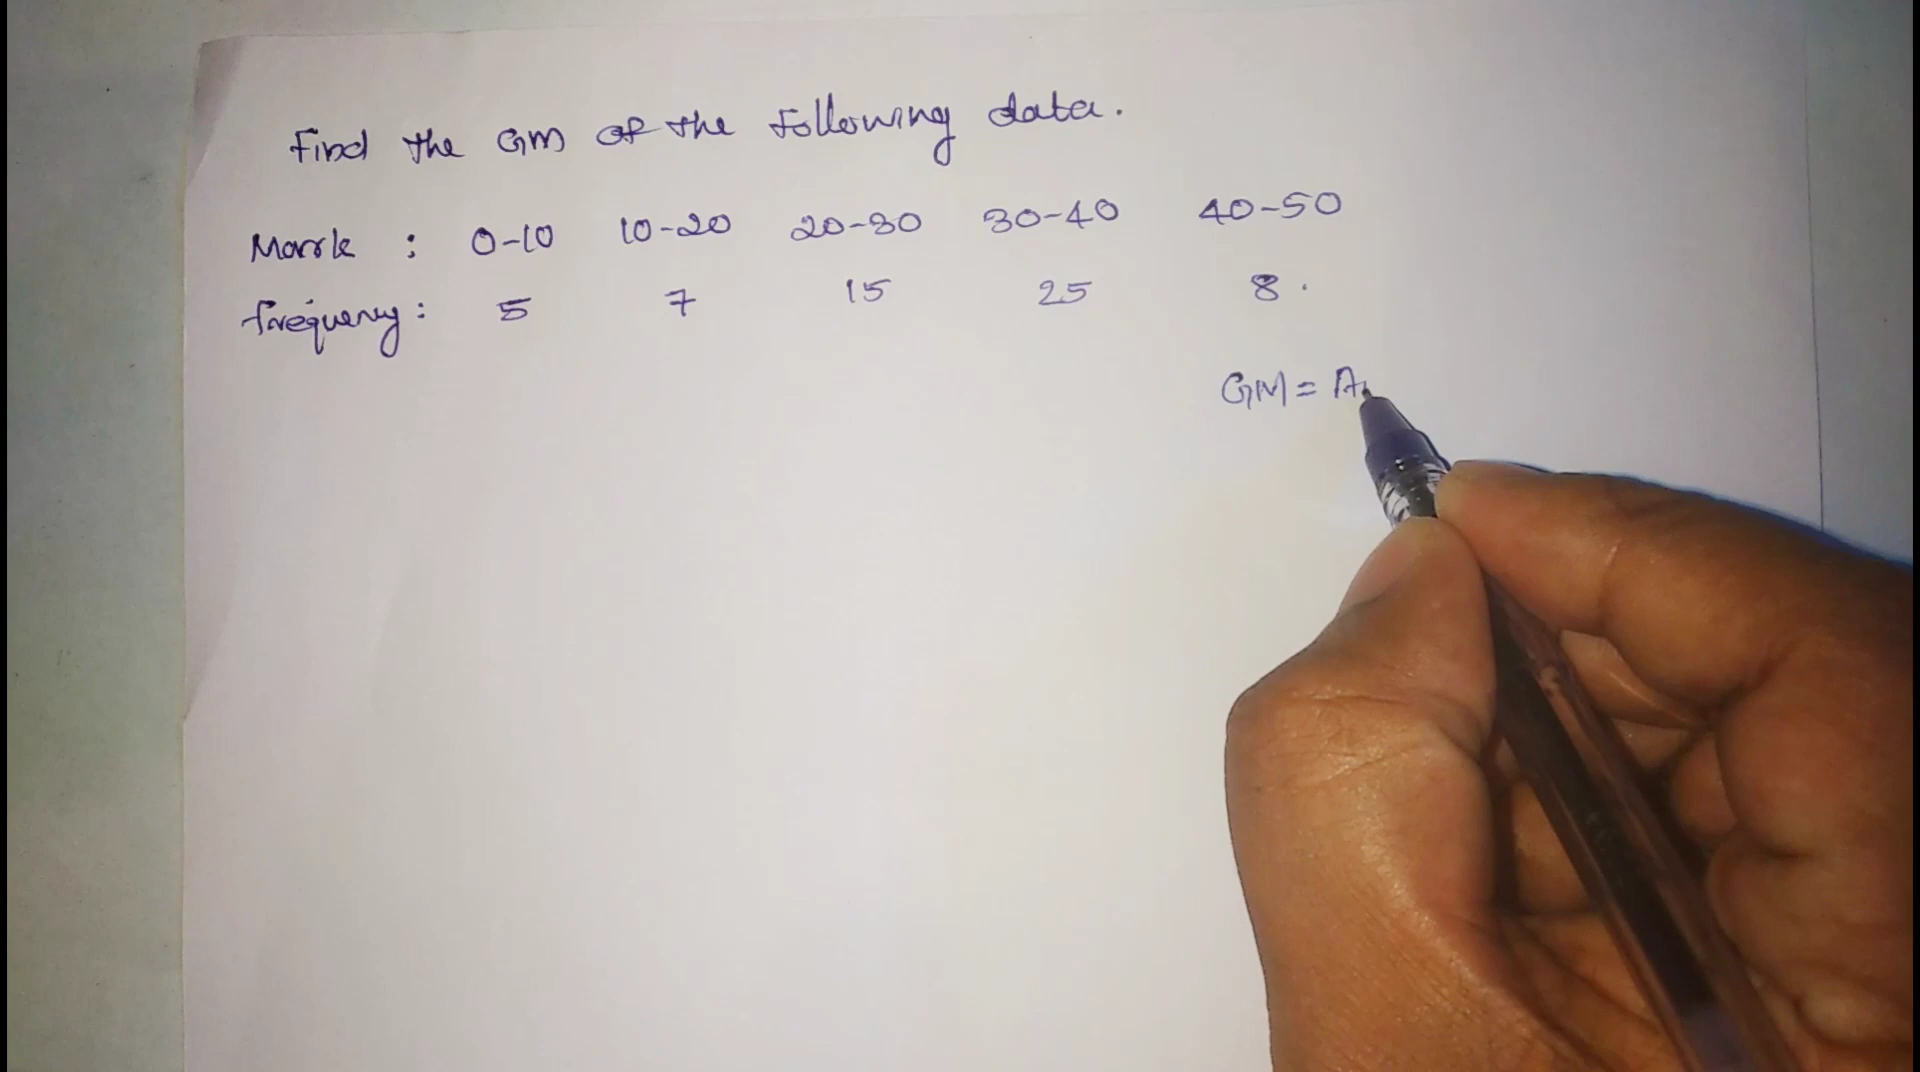 Find the GM of the following data.
Mark : 0-10 10-20 20-30 30-40 40-50
frequency : 5 7 15 25 8.
GM = A